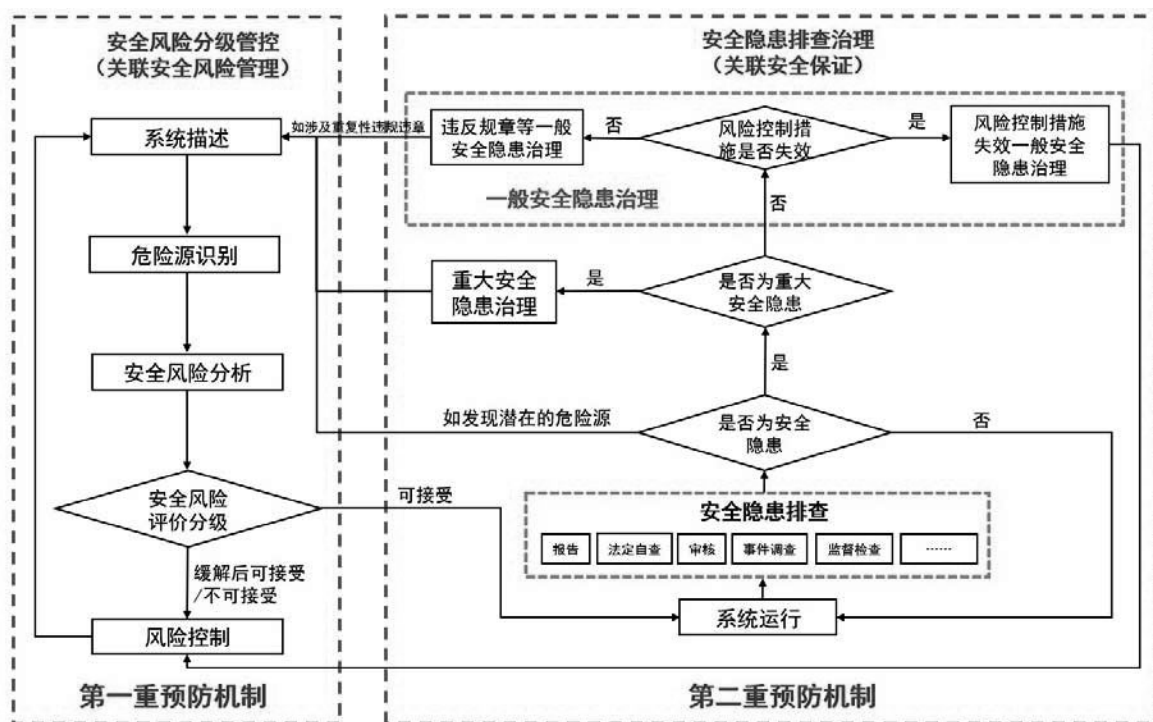 安全风险分级管控
（关联安全风险管理）
系统描述
危险源识别
安全风险分析
安全风险
评价分级
缓解后可接受
/不可接受
风险控制
第一重预防机制
安全隐患排查治理
（关联安全保证）
如涉及重复性违规违章
违反规章等一般
安全隐患治理
否
风险控制措
施是否失效
是
风险控制措施
失效一般安全
隐患治理
一般安全隐患治理
否
重大安全
隐患治理
是
是否为重大
安全隐患
是
如发现潜在的危险源
是否为安全
隐患
否
可接受
安全隐患排查
报告
法定自查
审核
事件调查
监督检查
······
系统运行
第二重预防机制